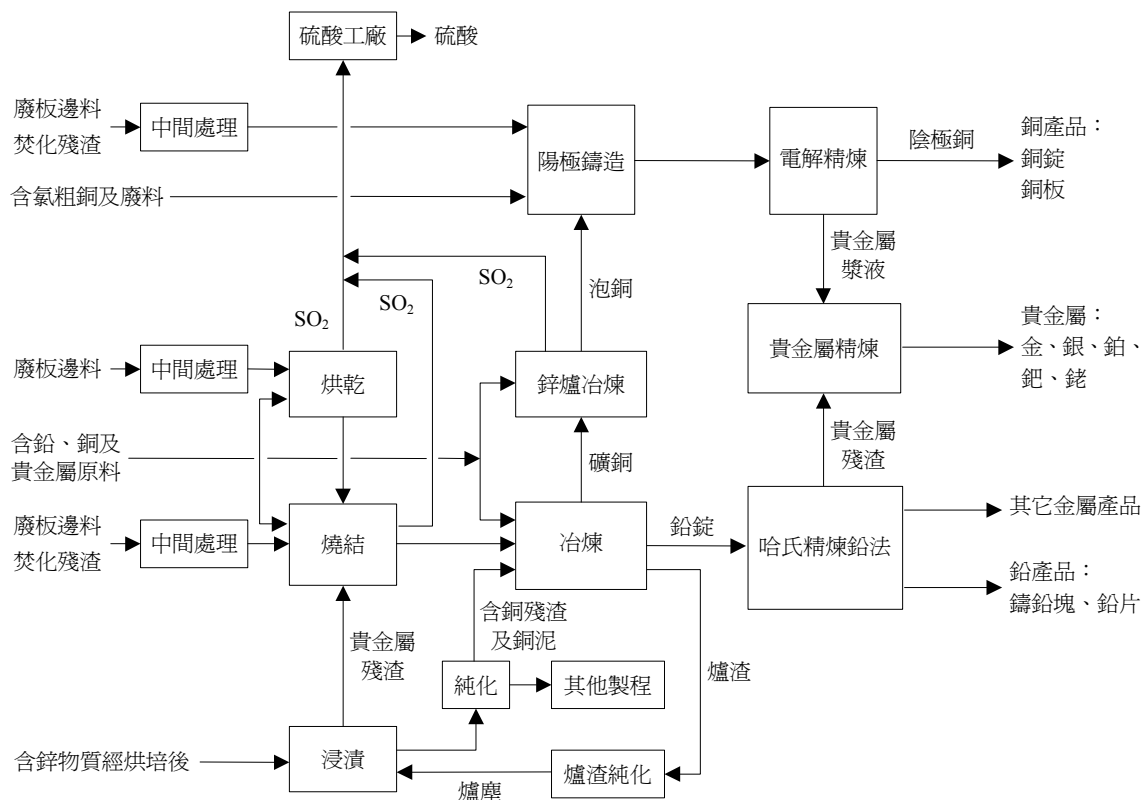 硫酸工廠
硫酸
廢板邊料
焚化殘渣
中間處理
陽極鑄造
電解精煉
陰極銅
銅產品：
銅錠
銅板
含氯粗銅及廢料
貴金屬
漿液
SO₂
SO₂
SO₂
泡銅
廢板邊料
中間處理
烘乾
鋅爐冶煉
貴金屬精煉
貴金屬：
金、銀、鉑、
鈀、銠
含鉛、銅及
貴金屬原料
礦銅
貴金屬
殘渣
廢板邊料
焚化殘渣
中間處理
燒結
冶煉
鉛錠
哈氏精煉鉛法
其它金屬產品
鉛產品：
鑄鉛塊、鉛片
貴金屬
殘渣
含銅殘渣
及銅泥
爐渣
純化
其他製程
含鋅物質經烘培後
浸漬
爐塵
爐渣純化